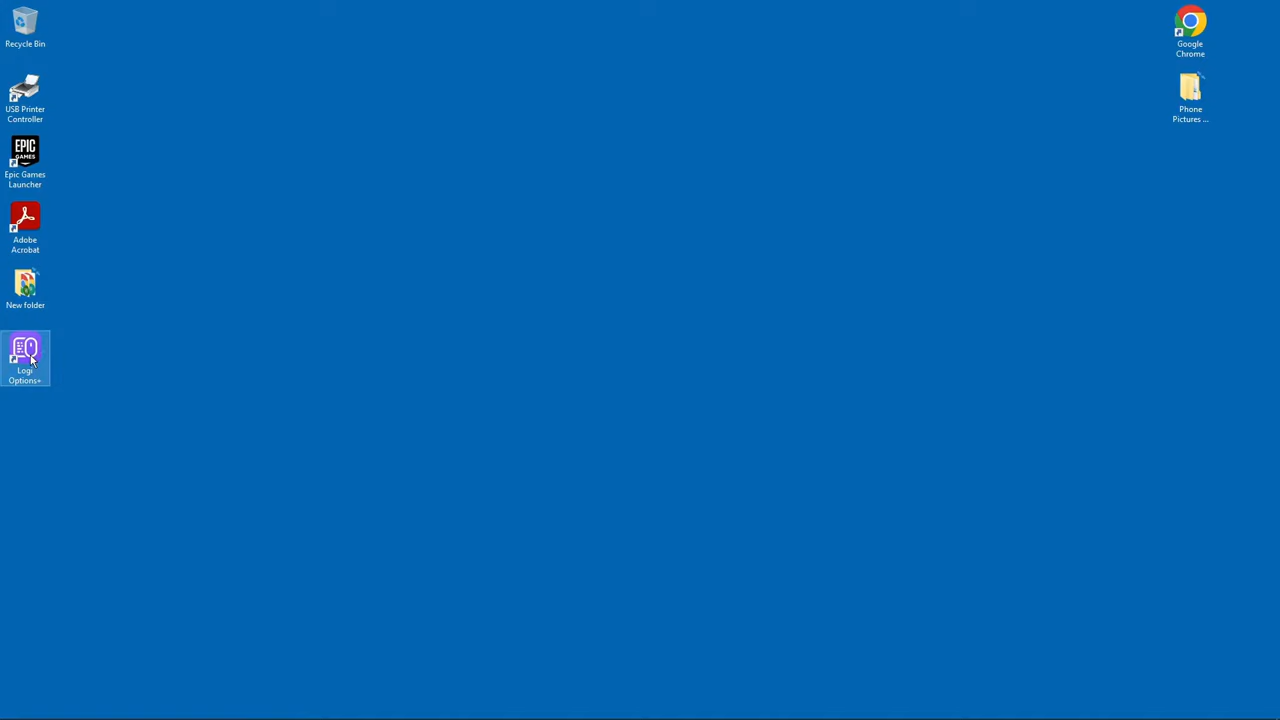 Recycle Bin
USB Printer
Controller
EPIC
GAMES
Epic Games
Launcher
Adobe
Acrobat
New folder
Logi
Options+
Google
Chrome
Phone
Pictures ...